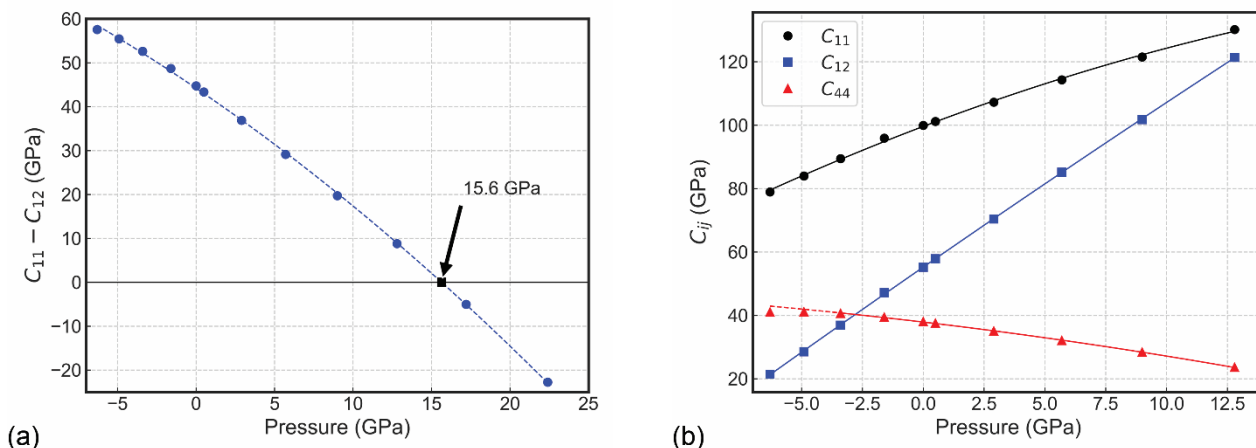 60
50
40
30
20
10
0
−10
−20
C₁₁ − C₁₂ (GPa)
15.6 GPa
−5 0 5 10 15 20 25
Pressure (GPa)
(a)
C₁₁
C₁₂
C₄₄
120
100
80
60
40
20
Cᵢⱼ (GPa)
−5.0 −2.5 0.0 2.5 5.0 7.5 10.0 12.5
Pressure (GPa)
(b)